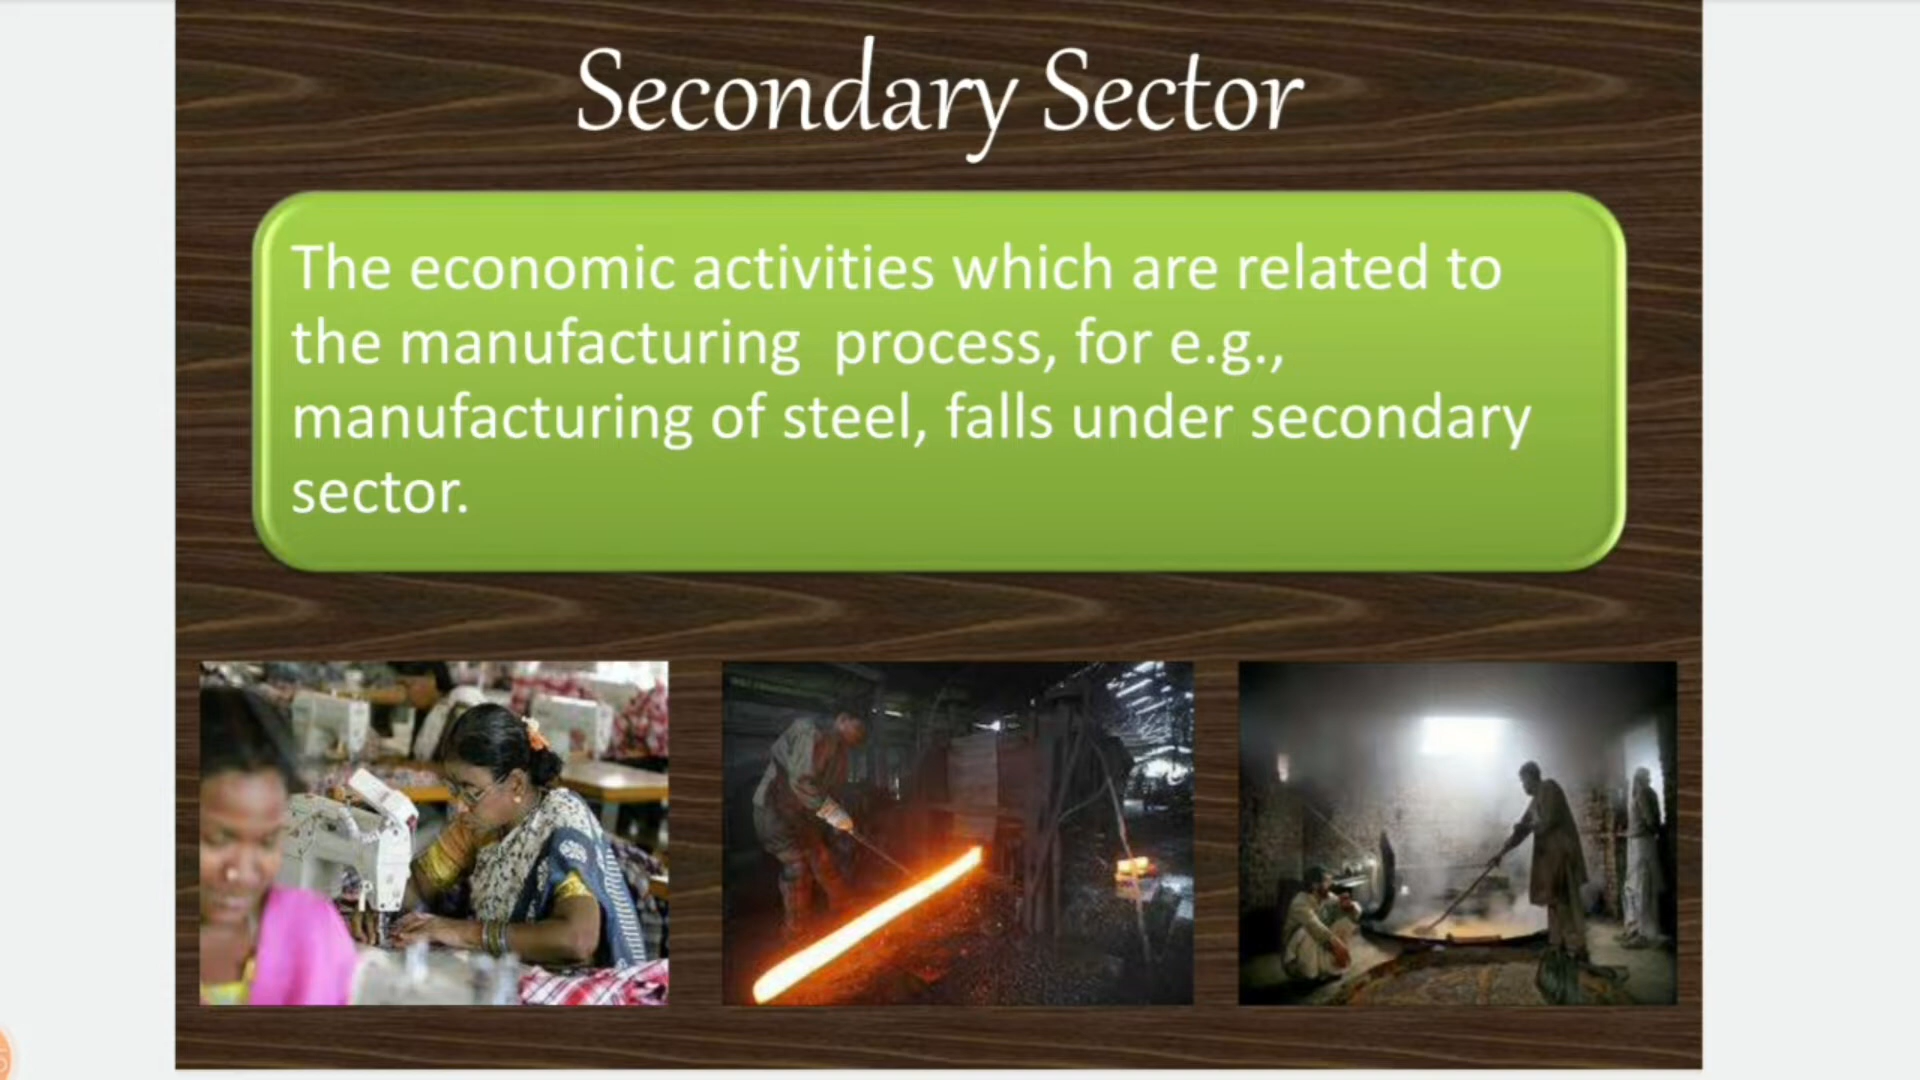 Secondary Sector
The economic activities which are related to
the manufacturing  process, for e.g.,
manufacturing of steel, falls under secondary
sector.